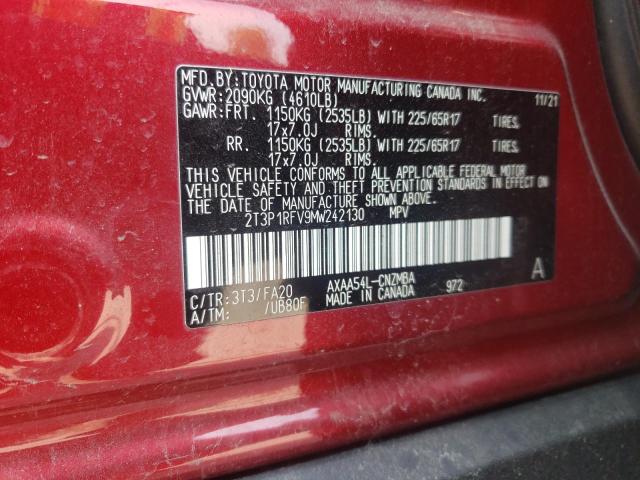 MFD.BY:TOYOTA MOTOR MANUFACTURING CANADA INC. 11/21
GVWR:2090KG (4610LB)
GAWR:FRT. 1150KG (2535LB) WITH 225/65R17 TIRES,
17x7.0J RIMS.
RR. 1150KG (2535LB) WITH 225/65R17 TIRES,
17x7.0J RIMS.
THIS VEHICLE CONFORMS TO ALL APPLICABLE FEDERAL MOTOR
VEHICLE SAFETY AND THEFT PREVENTION STANDARDS IN EFFECT ON
THE DATE OF MANUFACTURE SHOWN ABOVE.
2T3P1RFV9MW242130 MPV
C/TR:3T3/FA20 AXAA54L-CNZMBA 972 A
A/TM: /UB80F MADE IN CANADA